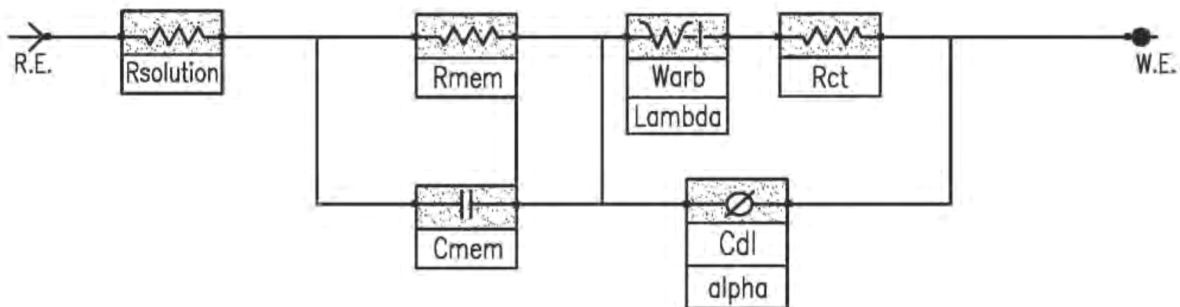 R.E.
Rsolution
Rmem
Warb
Lambda
Rct
W.E.
Cmem
Cdl
alpha